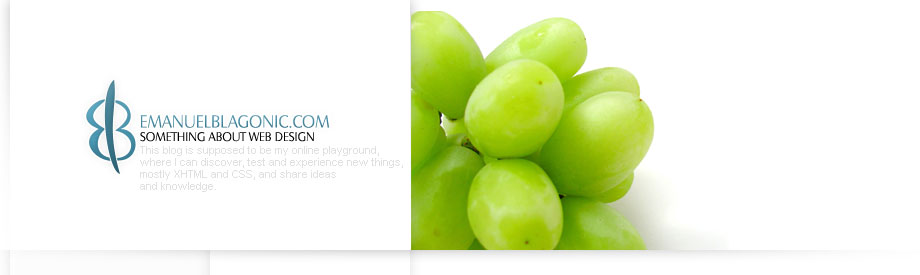 EMANUELBLAGONIC.COM
SOMETHING ABOUT WEB DESIGN
This blog is supposed to be my online playground,
where I can discover, test and experience new things,
mostly XHTML and CSS, and share ideas
and knowledge.